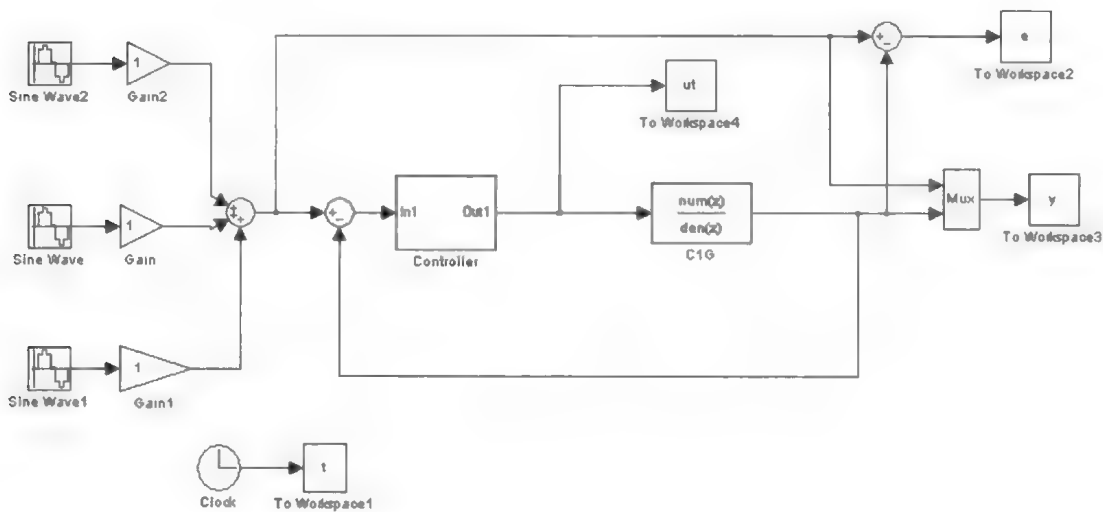 1
Sine Wave2
Gain2
+
-
e
To Workspace2
ut
To Workspace4
1
Sine Wave
Gain
+
+
+
+
-
In1
Out1
Controller
num(z)
den(z)
C1G
Mux
y
To Workspace3
1
Sine Wave1
Gain1
t
Clock
To Workspace1